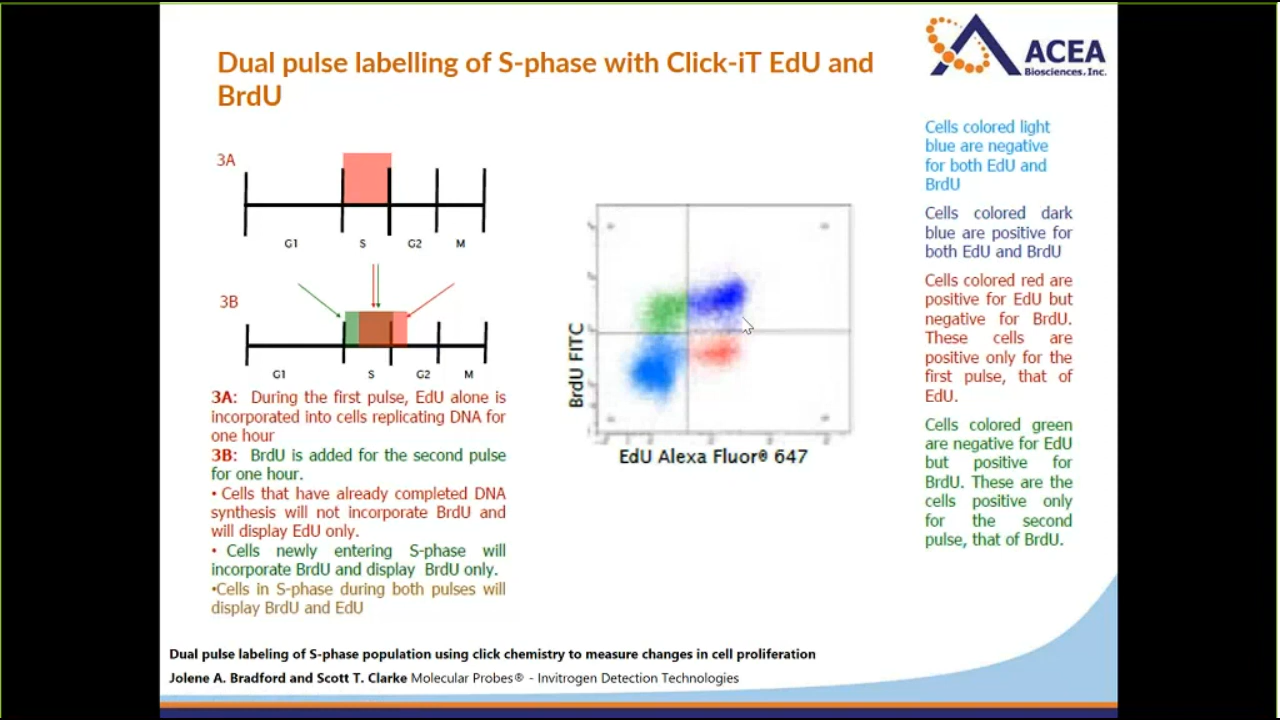 Dual pulse labelling of S-phase with Click-iT EdU and
BrdU
ACEA
Biosciences, Inc.
3A
G1 S G2 M
3B
G1 S G2 M
3A: During the first pulse, EdU alone is
incorporated into cells replicating DNA for
one hour
3B: BrdU is added for the second pulse
for one hour.
• Cells that have already completed DNA
synthesis will not incorporate BrdU and
will display EdU only.
• Cells newly entering S-phase will
incorporate BrdU and display BrdU only.
•Cells in S-phase during both pulses will
display BrdU and EdU
BrdU FITC
EdU Alexa Fluor® 647
Cells colored light
blue are negative
for both EdU and
BrdU
Cells colored dark
blue are positive for
both EdU and BrdU
Cells colored red are
positive for EdU but
negative for BrdU.
These cells are
positive only for the
first pulse, that of
EdU.
Cells colored green
are negative for EdU
but positive for
BrdU. These are the
cells positive only
for the second
pulse, that of BrdU.
Dual pulse labeling of S-phase population using click chemistry to measure changes in cell proliferation
Jolene A. Bradford and Scott T. Clarke Molecular Probes® - Invitrogen Detection Technologies